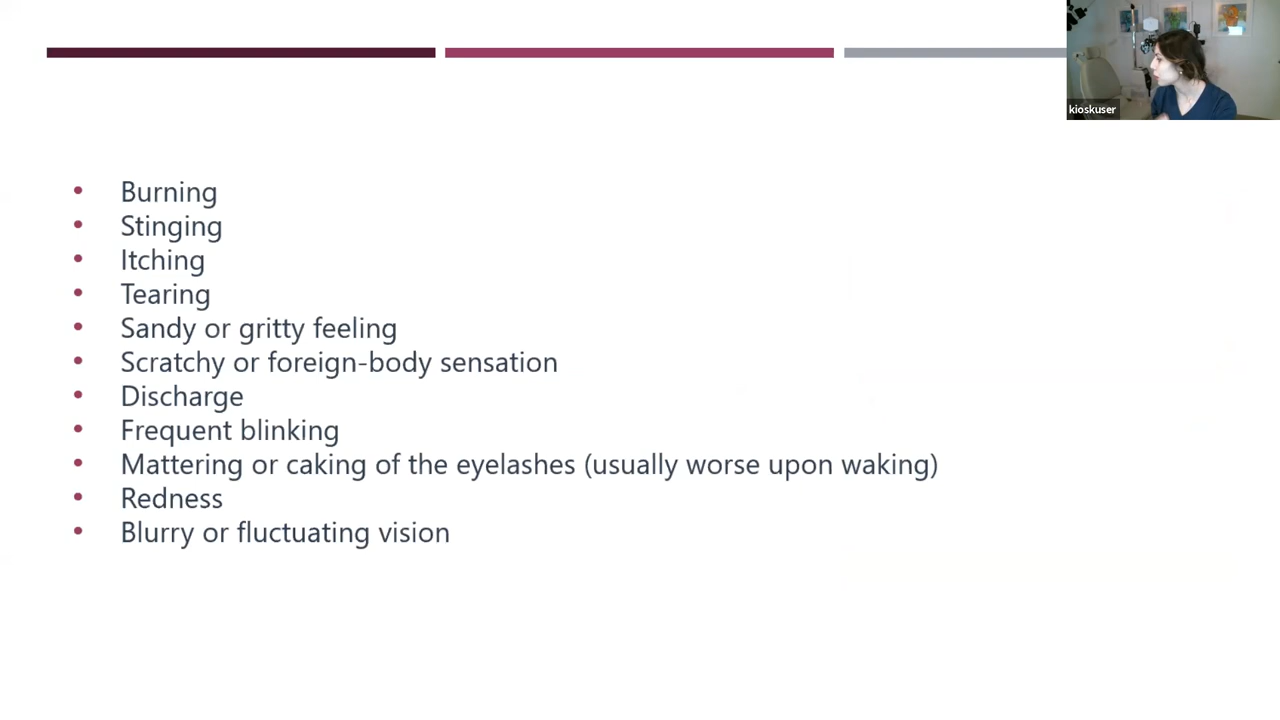 kioskuser
• Burning
• Stinging
• Itching
• Tearing
• Sandy or gritty feeling
• Scratchy or foreign-body sensation
• Discharge
• Frequent blinking
• Mattering or caking of the eyelashes (usually worse upon waking)
• Redness
• Blurry or fluctuating vision